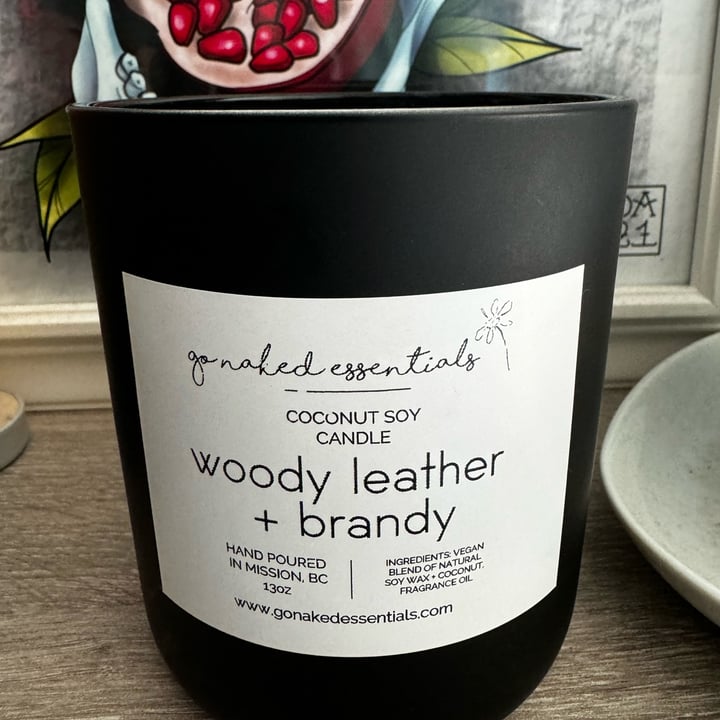 go naked essentials
COCONUT SOY
CANDLE
woody leather
+ brandy
HAND POURED
IN MISSION, BC
13oz
INGREDIENTS: VEGAN
BLEND OF NATURAL
SOY WAX + COCONUT.
FRAGRANCE OIL
www.gonakedessentials.com